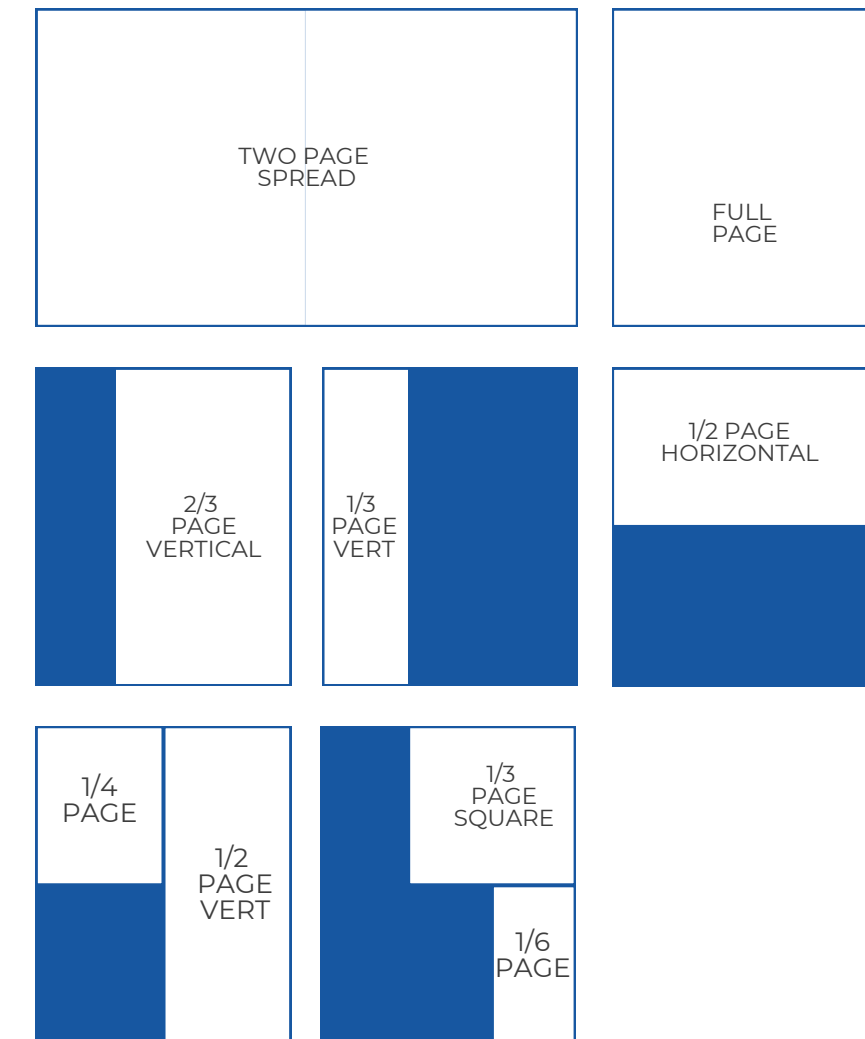 TWO PAGE
SPREAD
FULL
PAGE
2/3
PAGE
VERTICAL
1/3
PAGE
VERT
1/2 PAGE
HORIZONTAL
1/4
PAGE
1/2
PAGE
VERT
1/3
PAGE
SQUARE
1/6
PAGE